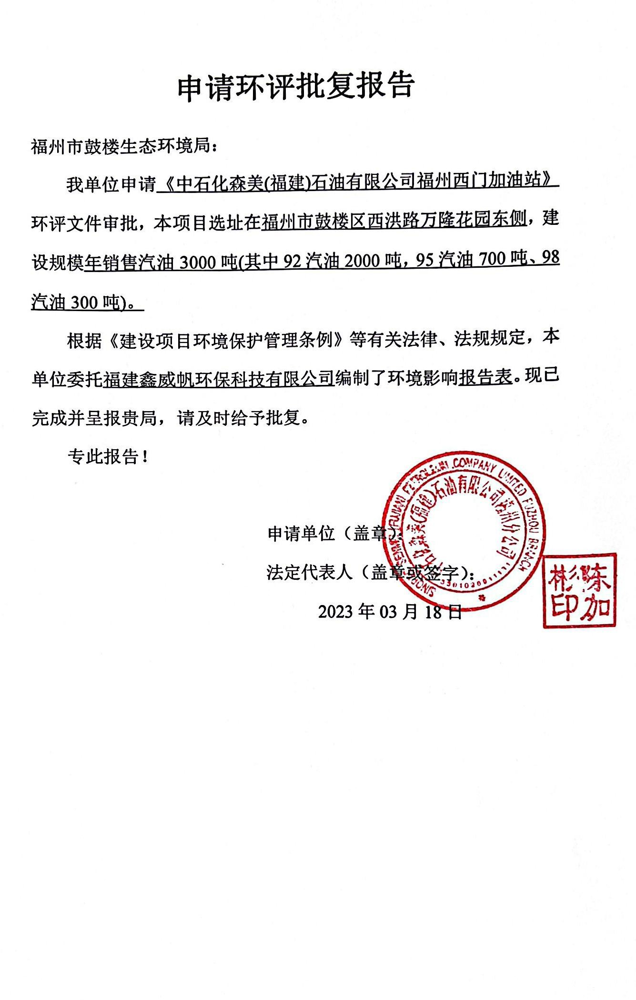 申请环评批复报告
福州市鼓楼生态环境局：
我单位申请《中石化森美(福建)石油有限公司福州西门加油站》
环评文件审批，本项目选址在福州市鼓楼区西洪路万隆花园东侧，建
设规模年销售汽油 3000 吨(其中 92 汽油 2000 吨，95 汽油 700 吨、98
汽油 300 吨)。
根据《建设项目环境保护管理条例》等有关法律、法规规定，本
单位委托福建鑫威帆环保科技有限公司编制了环境影响报告表。现已
完成并呈报贵局，请及时给予批复。
专此报告！
申请单位（盖章）：
法定代表人（盖章或签字）：
2023 年 03 月 18 日
PETROLEUM COMPANY LIMITED FUZHOU BRANCH
森美(福建)石油有限公司福州分公司
陈加
彬印